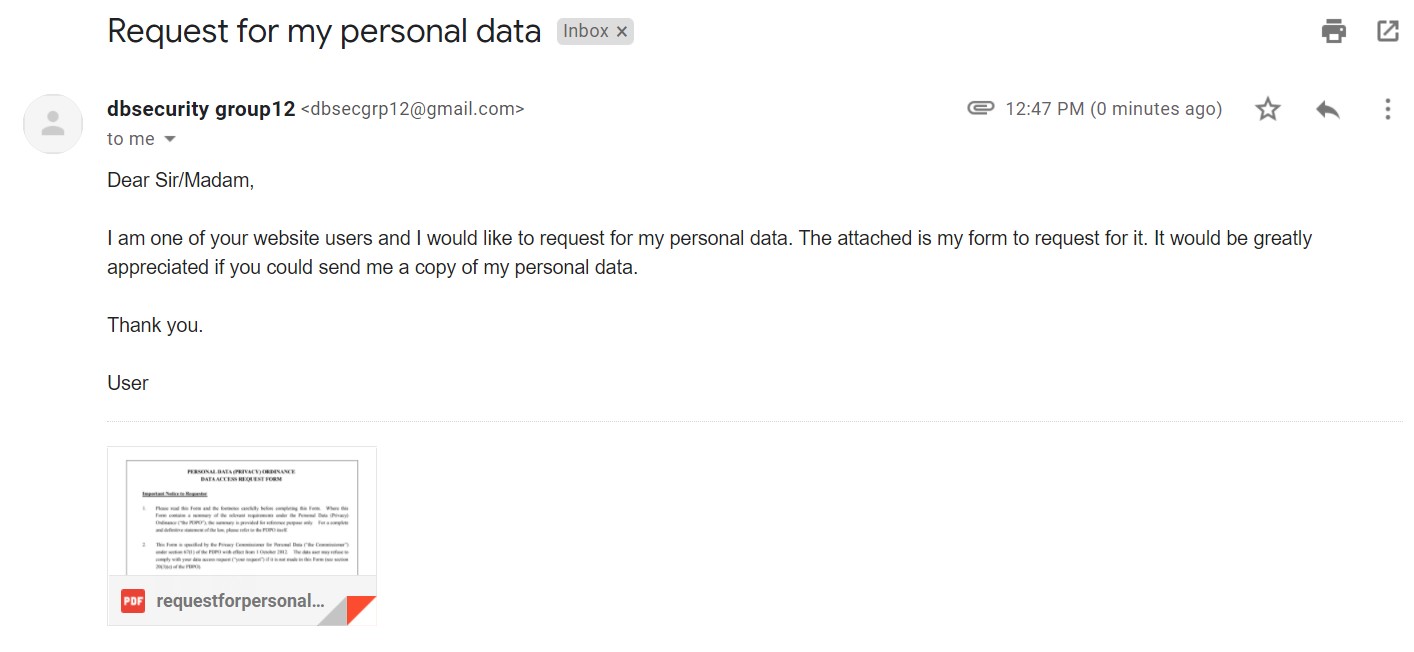 Request for my personal data Inbox ×
dbsecurity group12 <dbsecgrp12@gmail.com> 12:47 PM (0 minutes ago)
to me
Dear Sir/Madam,
I am one of your website users and I would like to request for my personal data. The attached is my form to request for it. It would be greatly
appreciated if you could send me a copy of my personal data.
Thank you.
User
PERSONAL DATA (PRIVACY) ORDINANCE
DATA ACCESS REQUEST FORM
Important Notice to Requestor
1. Please read this Form and the footnotes carefully before completing this Form. Where this
Form contains a summary of the relevant requirements under the Personal Data (Privacy)
Ordinance ("the PDPO"), the summary is provided for reference purpose only. For a complete
and definitive statement of the law, please refer to the PDPO itself.
2. This Form is specified by the Privacy Commissioner for Personal Data ("the Commissioner")
under section 67(1) of the PDPO with effect from 1 October 2012. The data user may refuse to
comply with your data access request ("your request") if it is not made in this Form (see section
20(3)(e) of the PDPO).
PDF requestforpersonal...